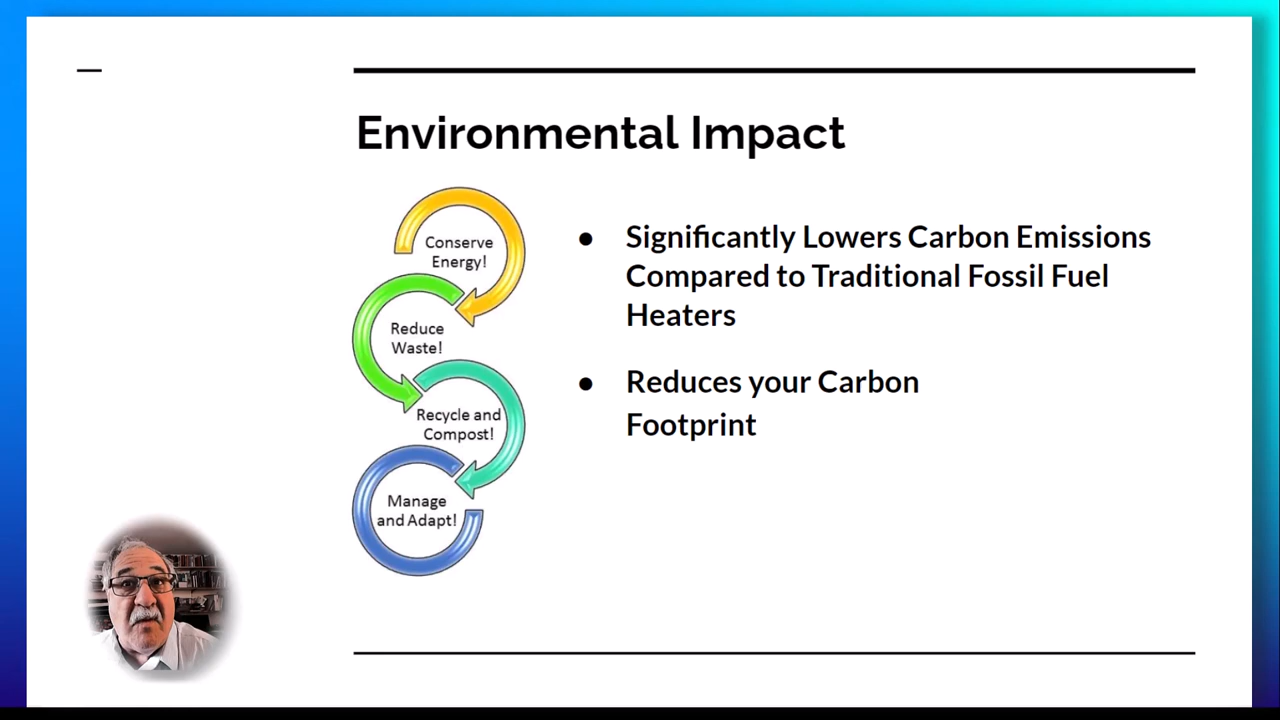 Environmental Impact
Conserve
Energy!
Reduce
Waste!
Recycle and
Compost!
Manage
and Adapt!
● Significantly Lowers Carbon Emissions
Compared to Traditional Fossil Fuel
Heaters
● Reduces your Carbon
Footprint